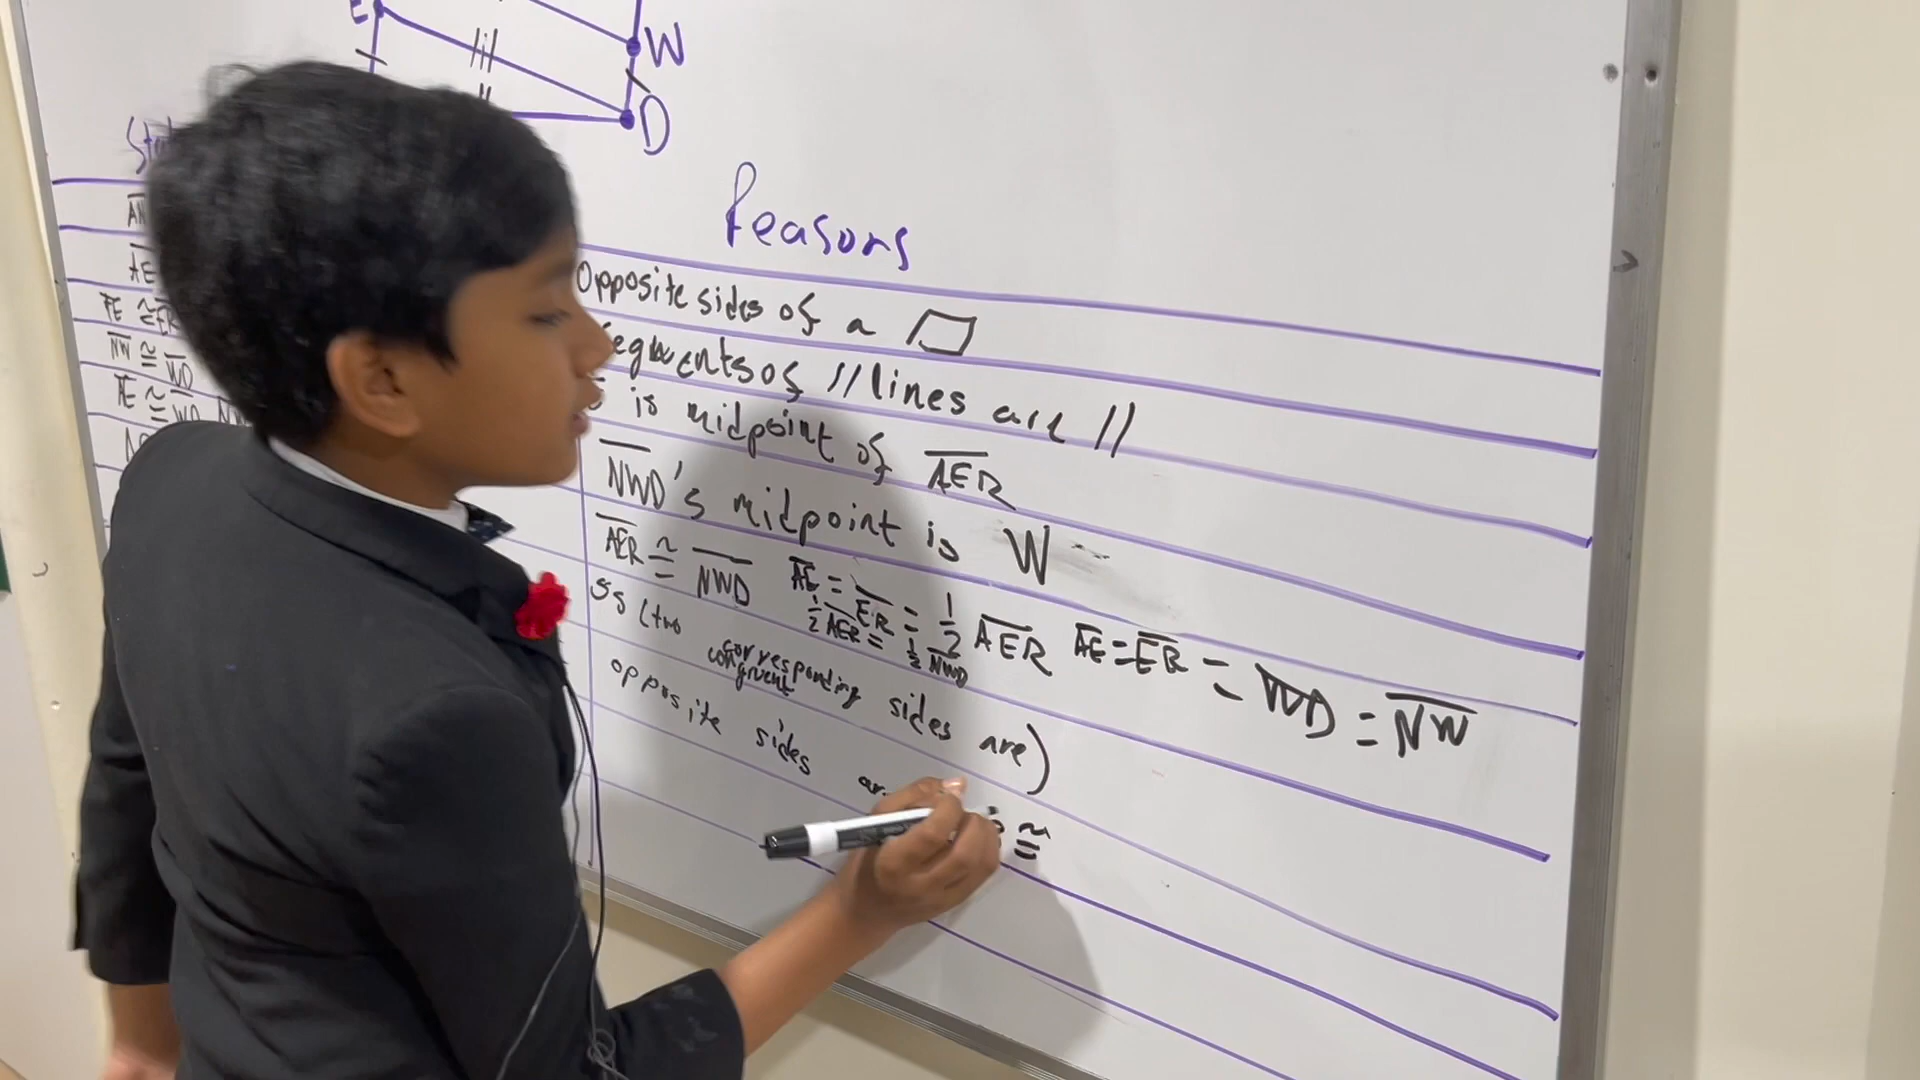 E
W
D
Reasons
AN
Opposite sides of a ▱
AE
segments of // lines are //
≅ ER
is midpoint of AER
NW ≅ WD
NWD's midpoint is W
≅ WD
AER ≅ NWD AE = ER = 1/2 AER AE = ER = WD = NW
1/2 AER = 1/2 NWD
SS (two corresponding sides are)
congruent
opposite sides are ≅